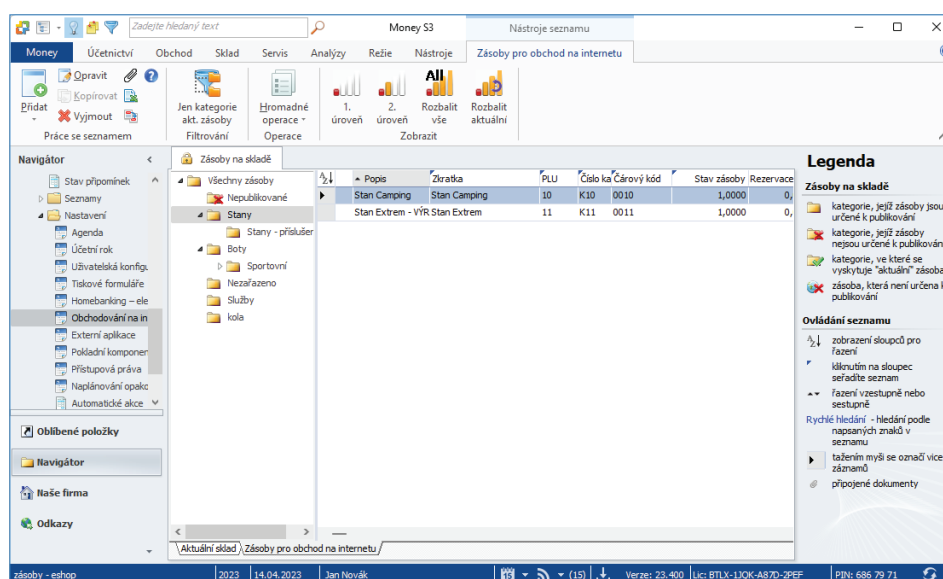 Zadejte hledaný text
Money S3
Nástroje seznamu
Money Účetnictví Obchod Sklad Servis Analýzy Režie Nástroje Zásoby pro obchod na internetu
Přidat
Opravit
Kopírovat
Vyjmout
Práce se seznamem
Jen kategorie
akt. zásoby
Filtrování
Hromadné
operace
Operace
1.
úroveň
2.
úroveň
All
Rozbalit
vše
Rozbalit
aktuální
Zobrazit
Navigátor
Stav připomínek
Seznamy
Nastavení
Agenda
Účetní rok
Uživatelská konfigu
Tiskové formuláře
Homebanking – ele
Obchodování na in
Externí aplikace
Pokladní komponen
Přístupová práva
Naplánování opako
Automatické akce
Oblíbené položky
Navigátor
Naše firma
Odkazy
Zásoby na skladě
Všechny zásoby
Nepublikované
Stany
Stany - příslušer
Boty
Sportovní
Nezařazeno
Služby
kola
Popis Zkratka PLU Číslo ka Čárový kód Stav zásoby Rezervace
Stan Camping Stan Camping 10 K10 0010 1,0000 0,
Stan Extrem - VÝR Stan Extrem 11 K11 0011 1,0000 0,
Aktuální sklad Zásoby pro obchod na internetu
Legenda
Zásoby na skladě
kategorie, jejíž zásoby jsou
určené k publikování
kategorie, jejíž zásoby
nejsou určené k publikován
kategorie, ve které se
vyskytuje "aktuální" zásoba
zásoba, která není určena k
publikování
Ovládání seznamu
zobrazení sloupců pro
řazení
kliknutím na sloupec
seřadíte seznam
řazení vzestupně nebo
sestupně
Rychlé hledání - hledání podle
napsaných znaků v
seznamu
tažením myši se označí více
záznamů
připojené dokumenty
zásoby - eshop 2023 14.04.2023 Jan Novák 15 (15) Verze: 23.400 Lic: BTLX-1JQK-A87D-2PEF PIN: 686 79 71